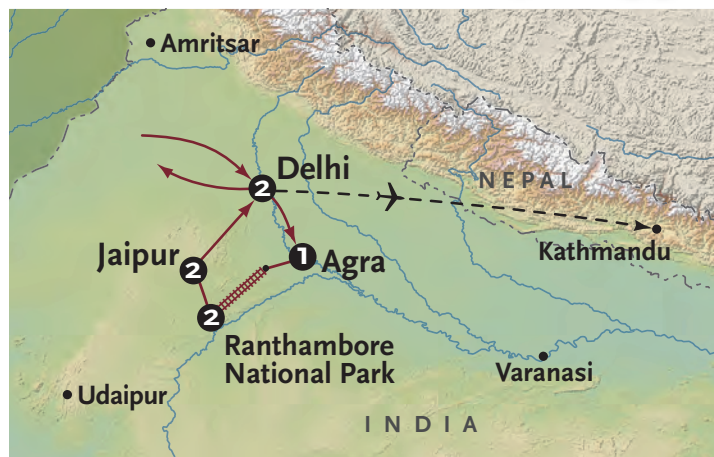 Amritsar
Delhi
2
NEPAL
Kathmandu
Jaipur
2
1
Agra
2
Ranthambore
National Park
Varanasi
Udaipur
INDIA